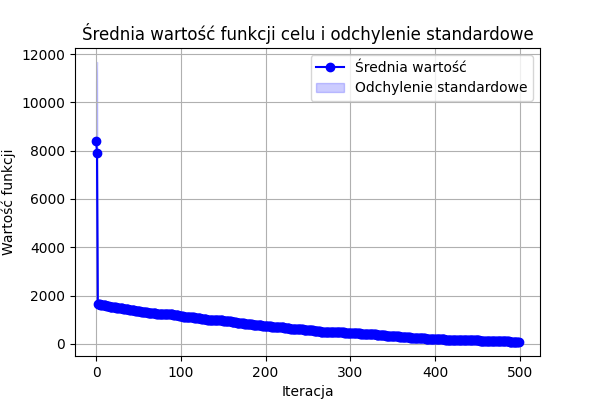 Średnia wartość funkcji celu i odchylenie standardowe
12000
10000
8000
6000
4000
2000
0
Wartość funkcji
Średnia wartość
Odchylenie standardowe
0 100 200 300 400 500
Iteracja